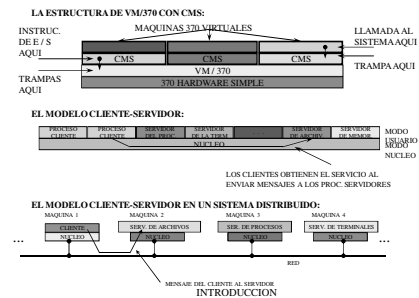 LA ESTRUCTURA DE VM/370 CON CMS:
MAQUINAS 370 VIRTUALES
INSTRUC.
DE E / S
AQUI
LLAMADA AL
SISTEMA AQUI
CMS CMS CMS
TRAMPA AQUI
VM / 370
TRAMPAS
AQUI
370 HARDWARE SIMPLE
EL MODELO CLIENTE-SERVIDOR:
PROCESO CLIENTE
PROCESO CLIENTE
SERVIDOR DEL PROC.
SERVIDOR DE LA TERM.
. . .
SERVIDOR DE ARCHIV.
SERVIDOR DE MEMOR.
MODO USUARIO
NUCLEO
MODO NUCLEO
LOS CLIENTES OBTIENEN EL SERVICIO AL
ENVIAR MENSAJES A LOS PROC. SERVIDORES
EL MODELO CLIENTE-SERVIDOR EN UN SISTEMA DISTRIBUIDO:
MAQUINA 1 MAQUINA 2 MAQUINA 3 MAQUINA 4
CLIENTE SERV. DE ARCHIVOS SER. DE PROCESOS SERV. DE TERMINALES
... NUCLEO NUCLEO NUCLEO NUCLEO ...
RED
MENSAJE DEL CLIENTE AL SERVIDOR
INTRODUCCION